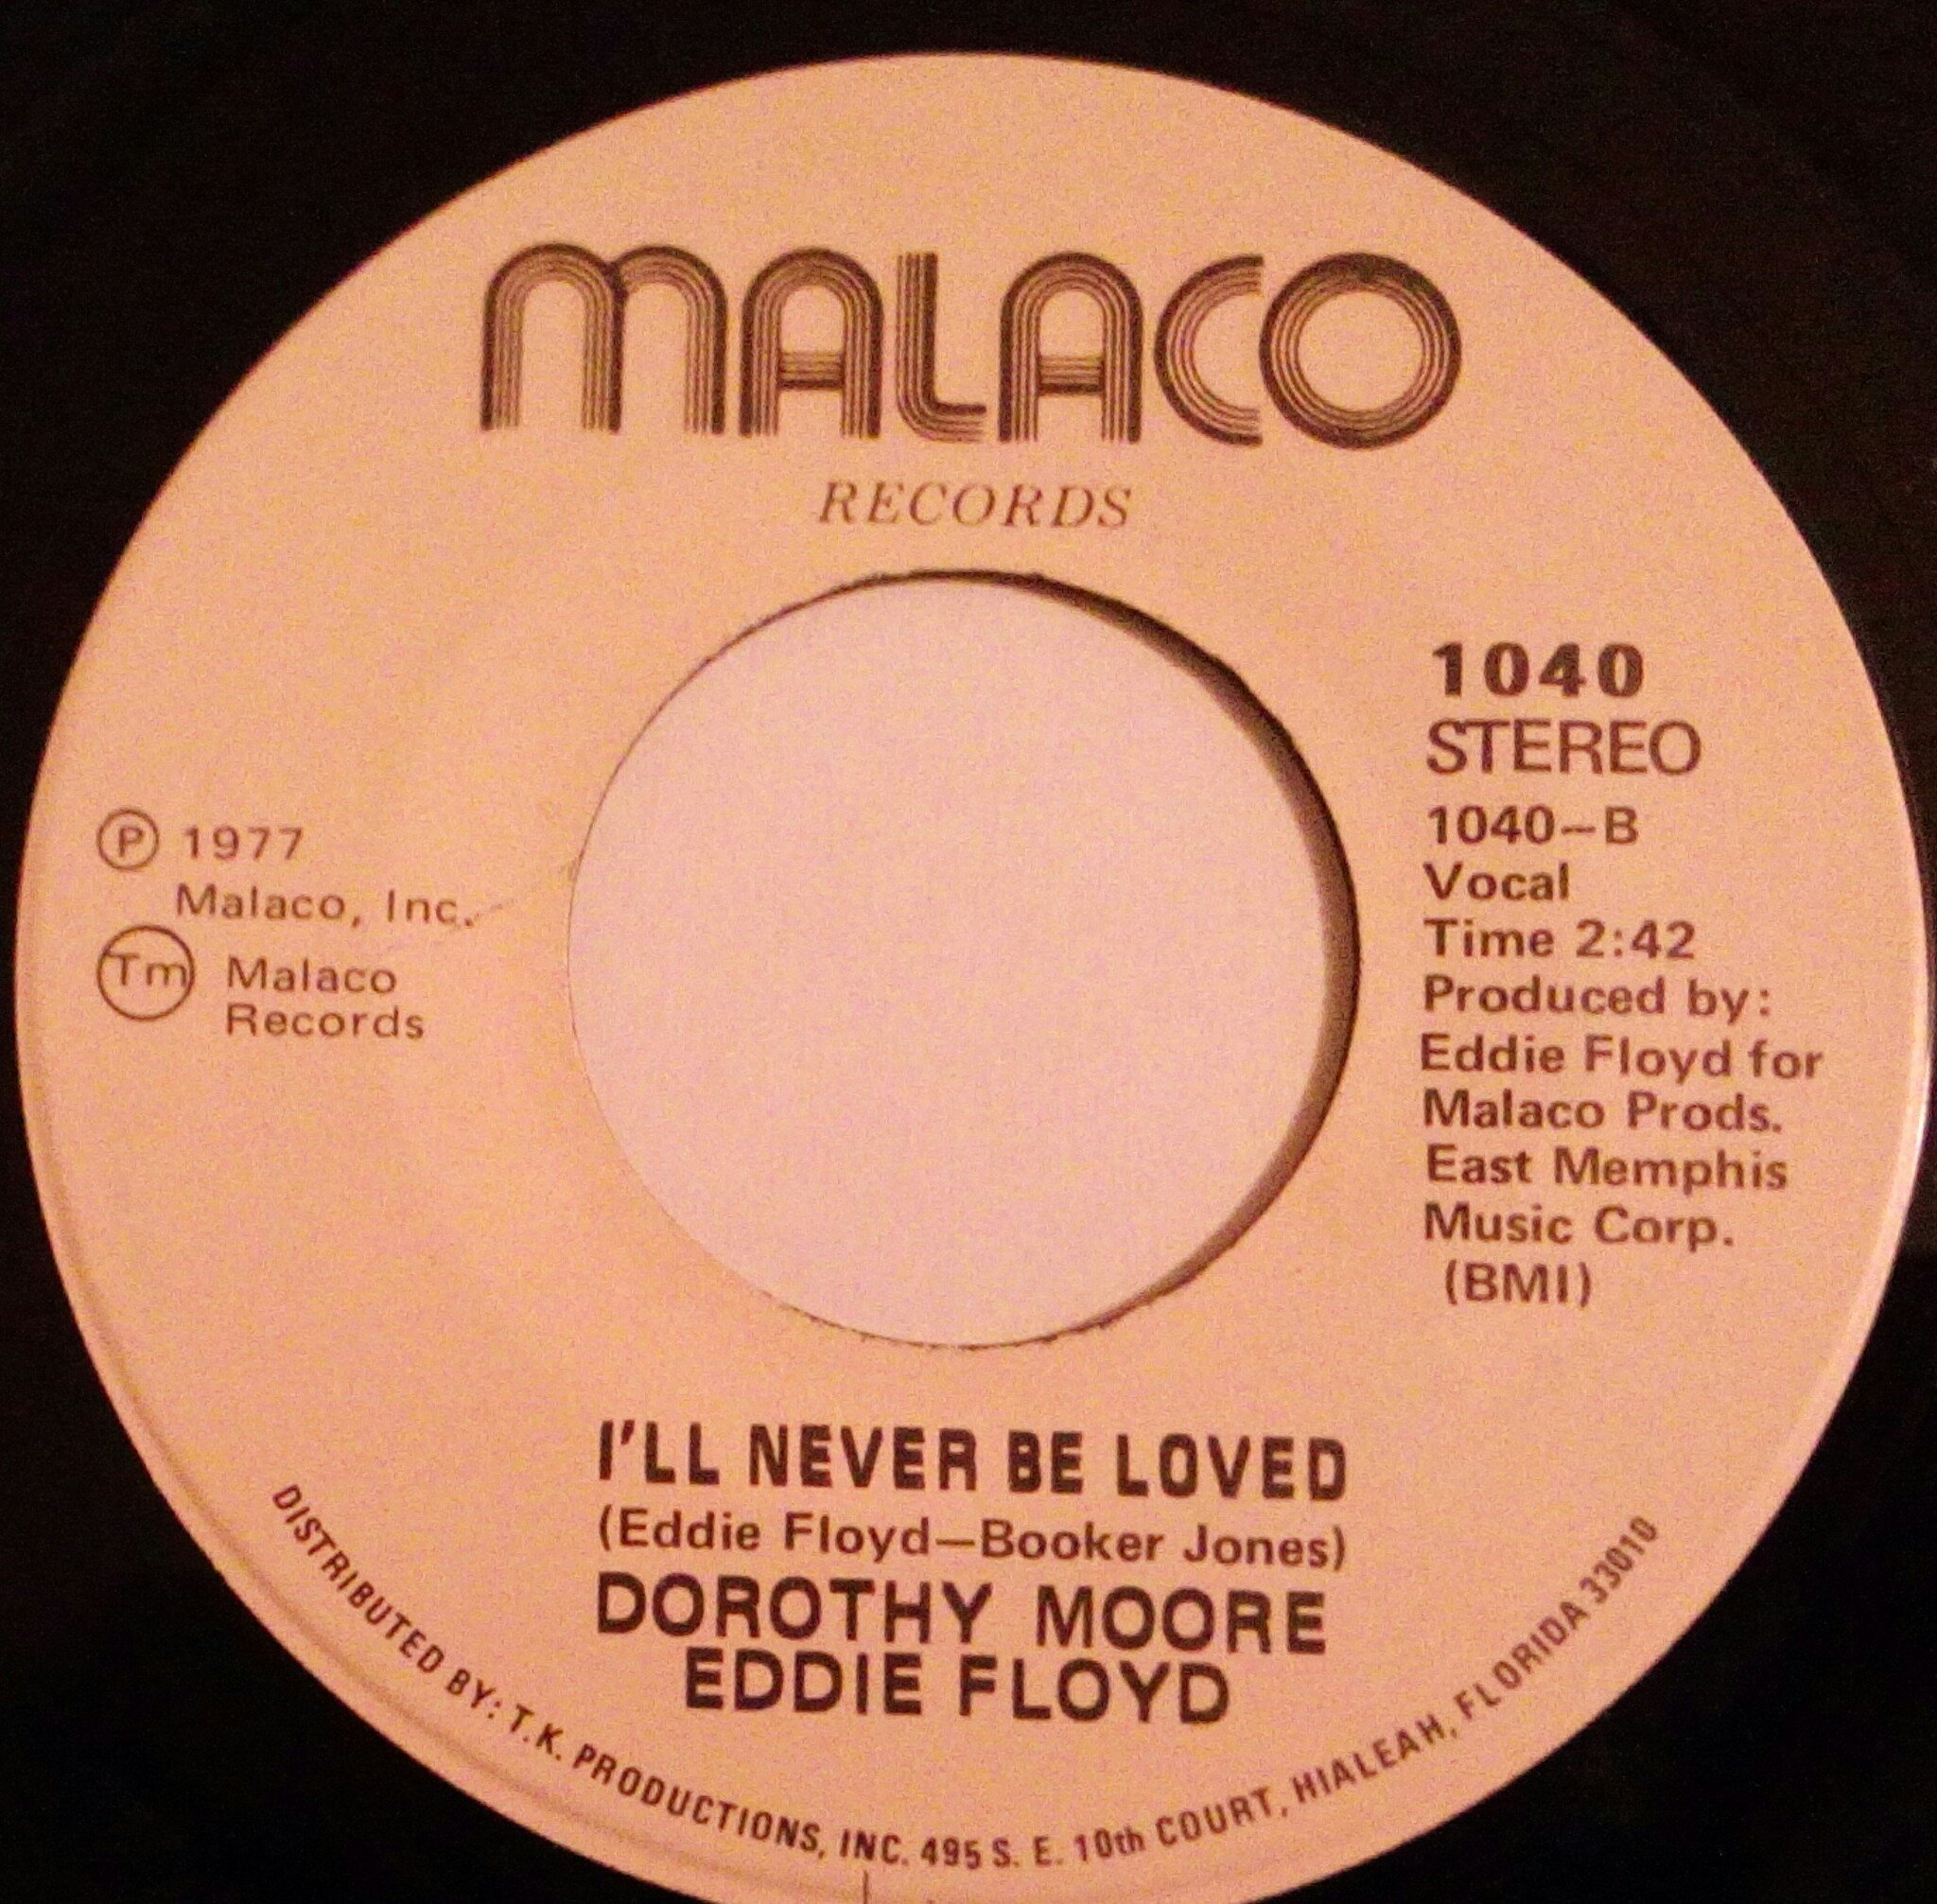 MALACO
RECORDS
1040
STEREO
1040-B
Vocal
Time 2:42
Produced by:
Eddie Floyd for
Malaco Prods.
East Memphis
Music Corp.
(BMI)
Ⓟ 1977
Malaco, Inc.
Tm Malaco
Records
I'LL NEVER BE LOVED
(Eddie Floyd—Booker Jones)
DOROTHY MOORE
EDDIE FLOYD
DISTRIBUTED BY: T.K. PRODUCTIONS, INC. 495 S. E. 10th COURT, HIALEAH, FLORIDA 33010